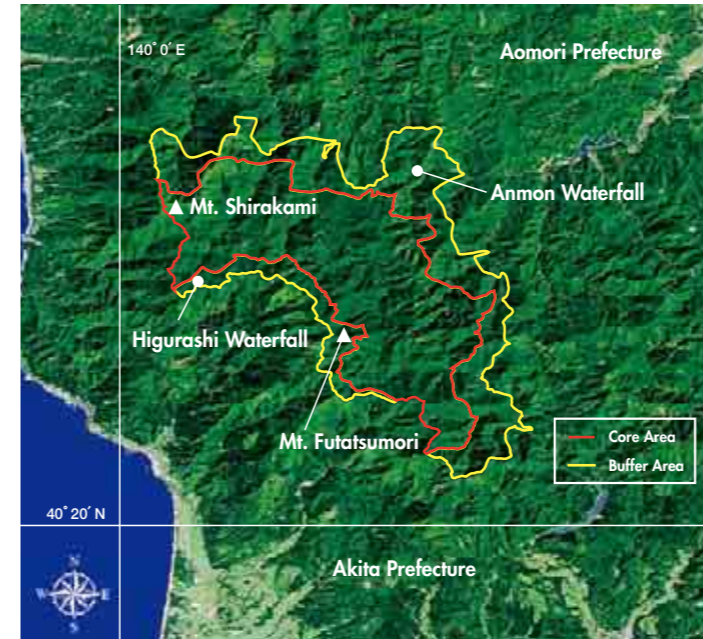 140°0′E
Aomori Prefecture
Anmon Waterfall
Mt. Shirakami
Higurashi Waterfall
Mt. Futatsumori
Core Area
Buffer Area
40°20′N
Akita Prefecture
N
W E
S